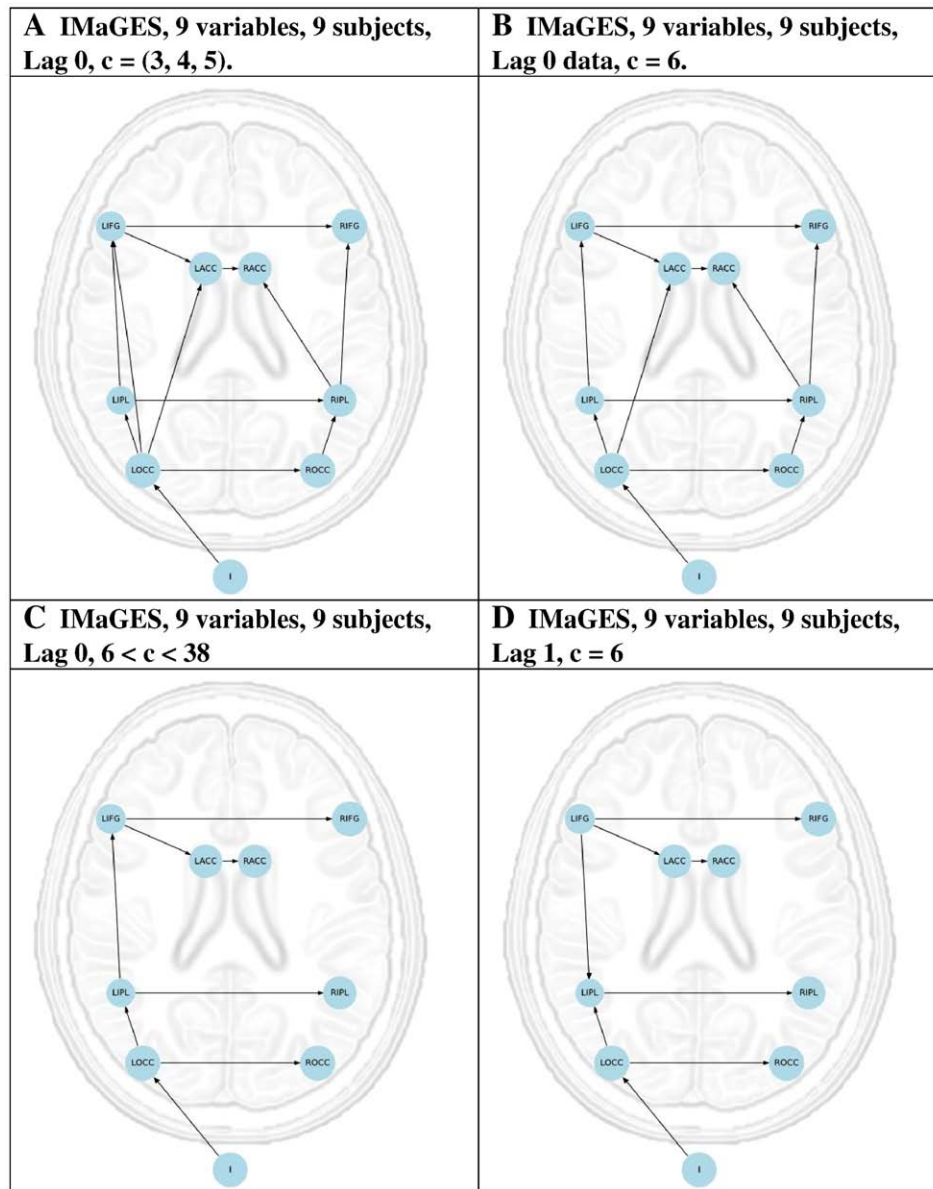 A IMaGES, 9 variables, 9 subjects,
Lag 0, c = (3, 4, 5).
LIFG
RIFG
LACC
RACC
LIPL
RIPL
LOCC
ROCC
I
B IMaGES, 9 variables, 9 subjects,
Lag 0 data, c = 6.
LIFG
RIFG
LACC
RACC
LIPL
RIPL
LOCC
ROCC
I
C IMaGES, 9 variables, 9 subjects,
Lag 0, 6 < c < 38
LIFG
RIFG
LACC
RACC
LIPL
RIPL
LOCC
ROCC
I
D IMaGES, 9 variables, 9 subjects,
Lag 1, c = 6
LIFG
RIFG
LACC
RACC
LIPL
RIPL
LOCC
ROCC
I